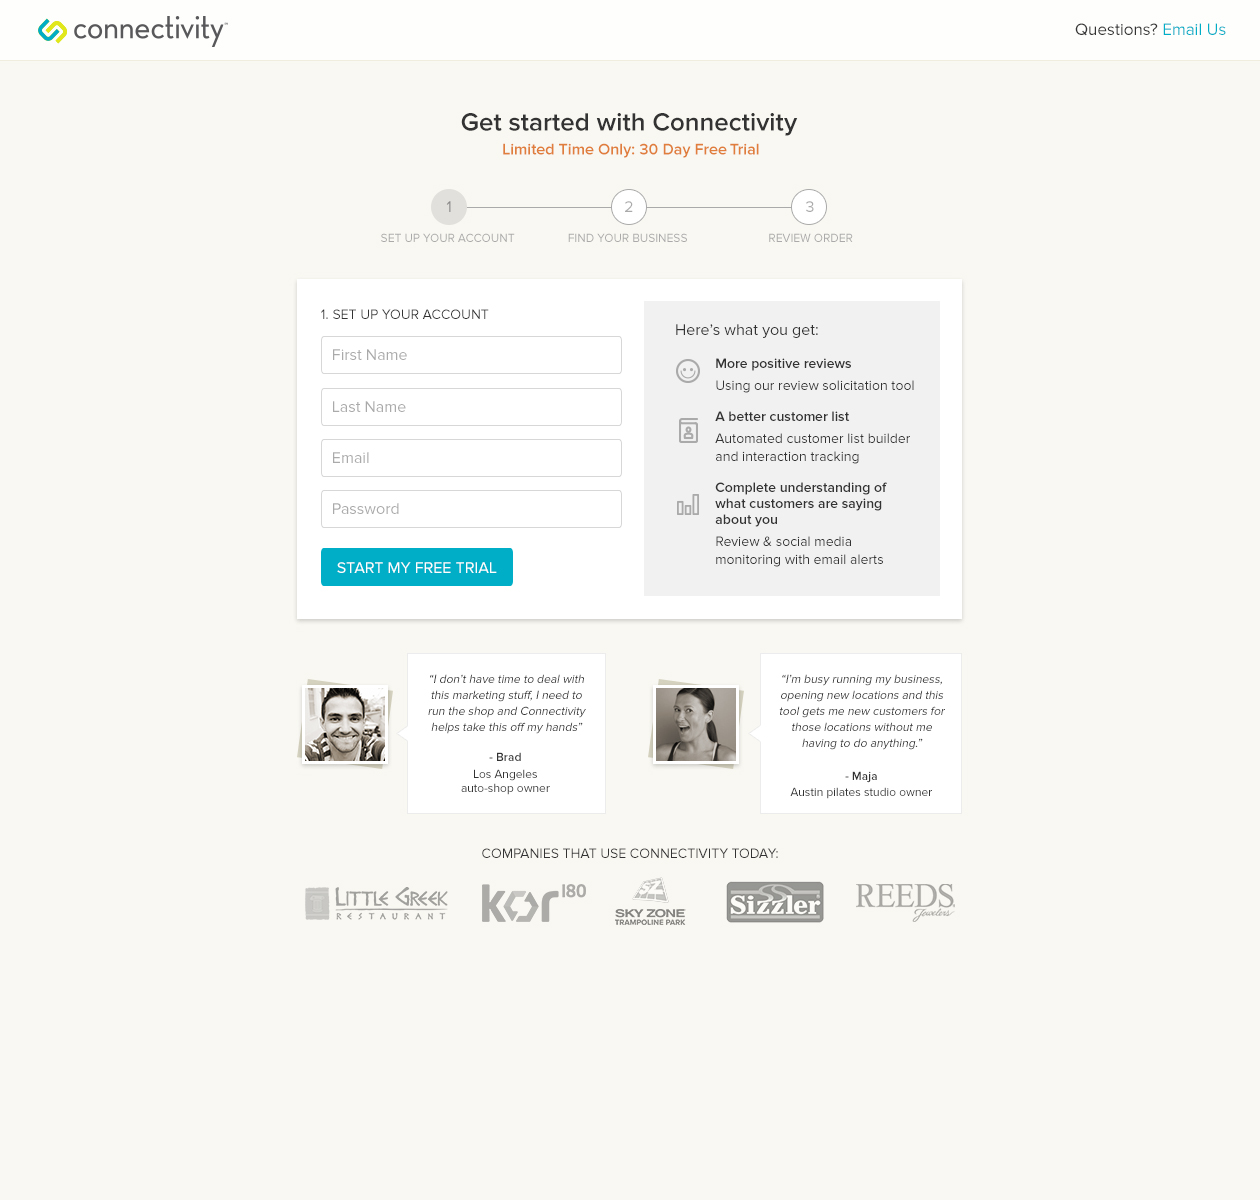 connectivity™
Questions? Email Us
Get started with Connectivity
Limited Time Only: 30 Day Free Trial
1
2
3
SET UP YOUR ACCOUNT
FIND YOUR BUSINESS
REVIEW ORDER
1. SET UP YOUR ACCOUNT
First Name
Last Name
Email
Password
START MY FREE TRIAL
Here's what you get:
More positive reviews
Using our review solicitation tool
A better customer list
Automated customer list builder
and interaction tracking
Complete understanding of
what customers are saying
about you
Review & social media
monitoring with email alerts
“I don’t have time to deal with
this marketing stuff, I need to
run the shop and Connectivity
helps take this off my hands”
- Brad
Los Angeles
auto-shop owner
“I’m busy running my business,
opening new locations and this
tool gets me new customers for
those locations without me
having to do anything.”
- Maja
Austin pilates studio owner
COMPANIES THAT USE CONNECTIVITY TODAY:
LITTLE GREEK
RESTAURANT
kor180
SZ
SKY ZONE
TRAMPOLINE PARK
Sizzler
REEDS
Jewelers